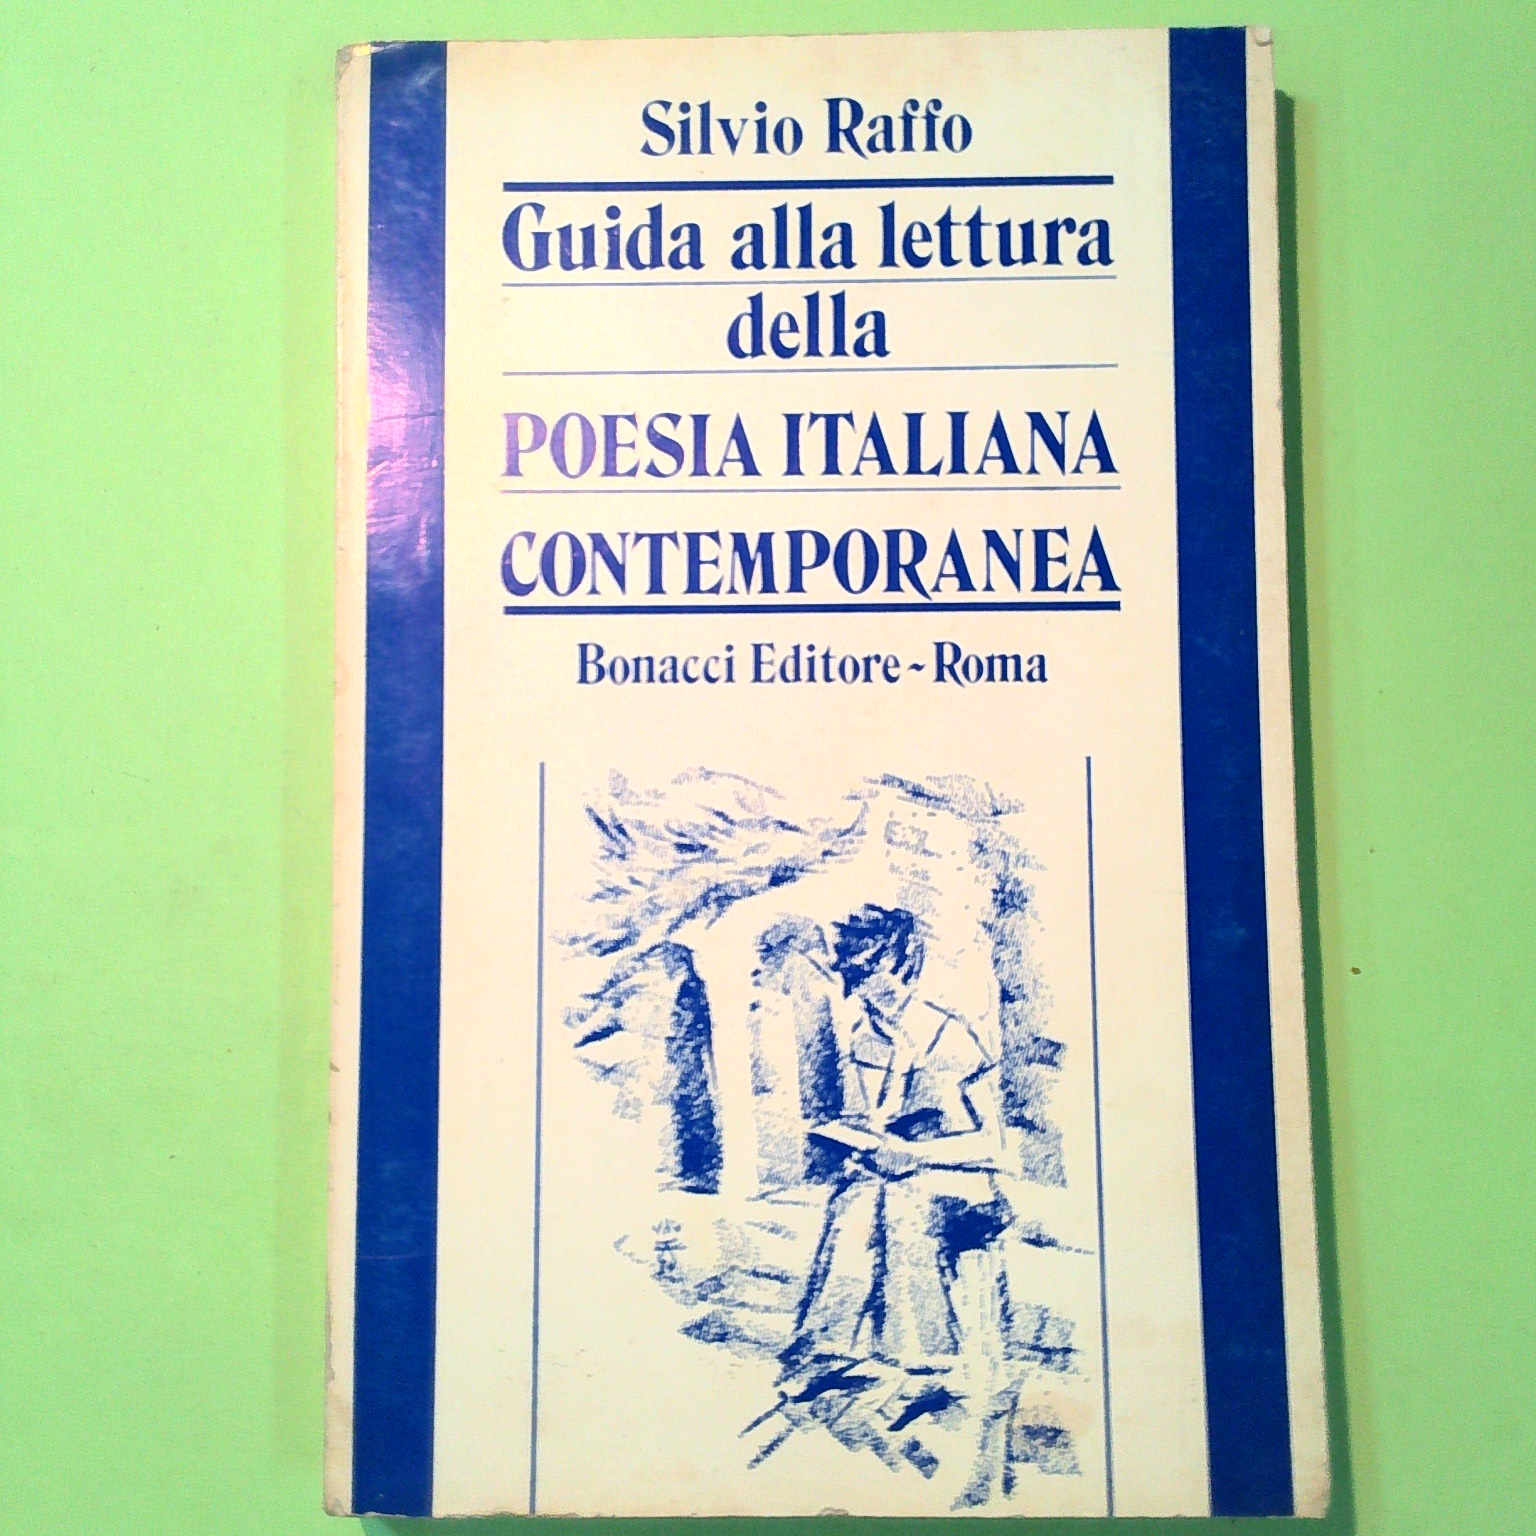 Silvio Raffo
Guida alla lettura
della
POESIA ITALIANA
CONTEMPORANEA
Bonacci Editore ~ Roma